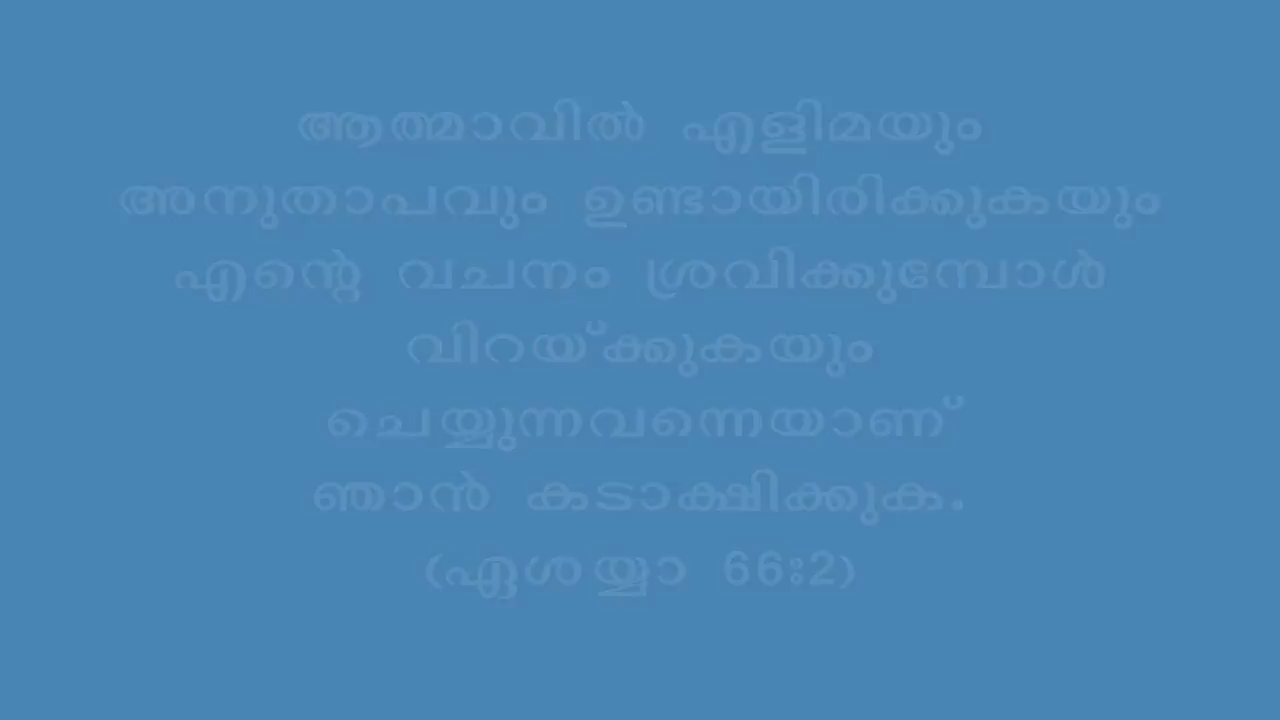 ആത്മാവിൽ എളിമയും
അനുതാപവും ഉണ്ടായിരിക്കുകയും
എന്റെ വചനം ശ്രവിക്കുമ്പോൾ
വിറയ്ക്കുകയും
ചെയ്യുന്നവനെയാണ്
ഞാൻ കടാക്ഷിക്കുക.
(ഏശയ്യാ 66:2)